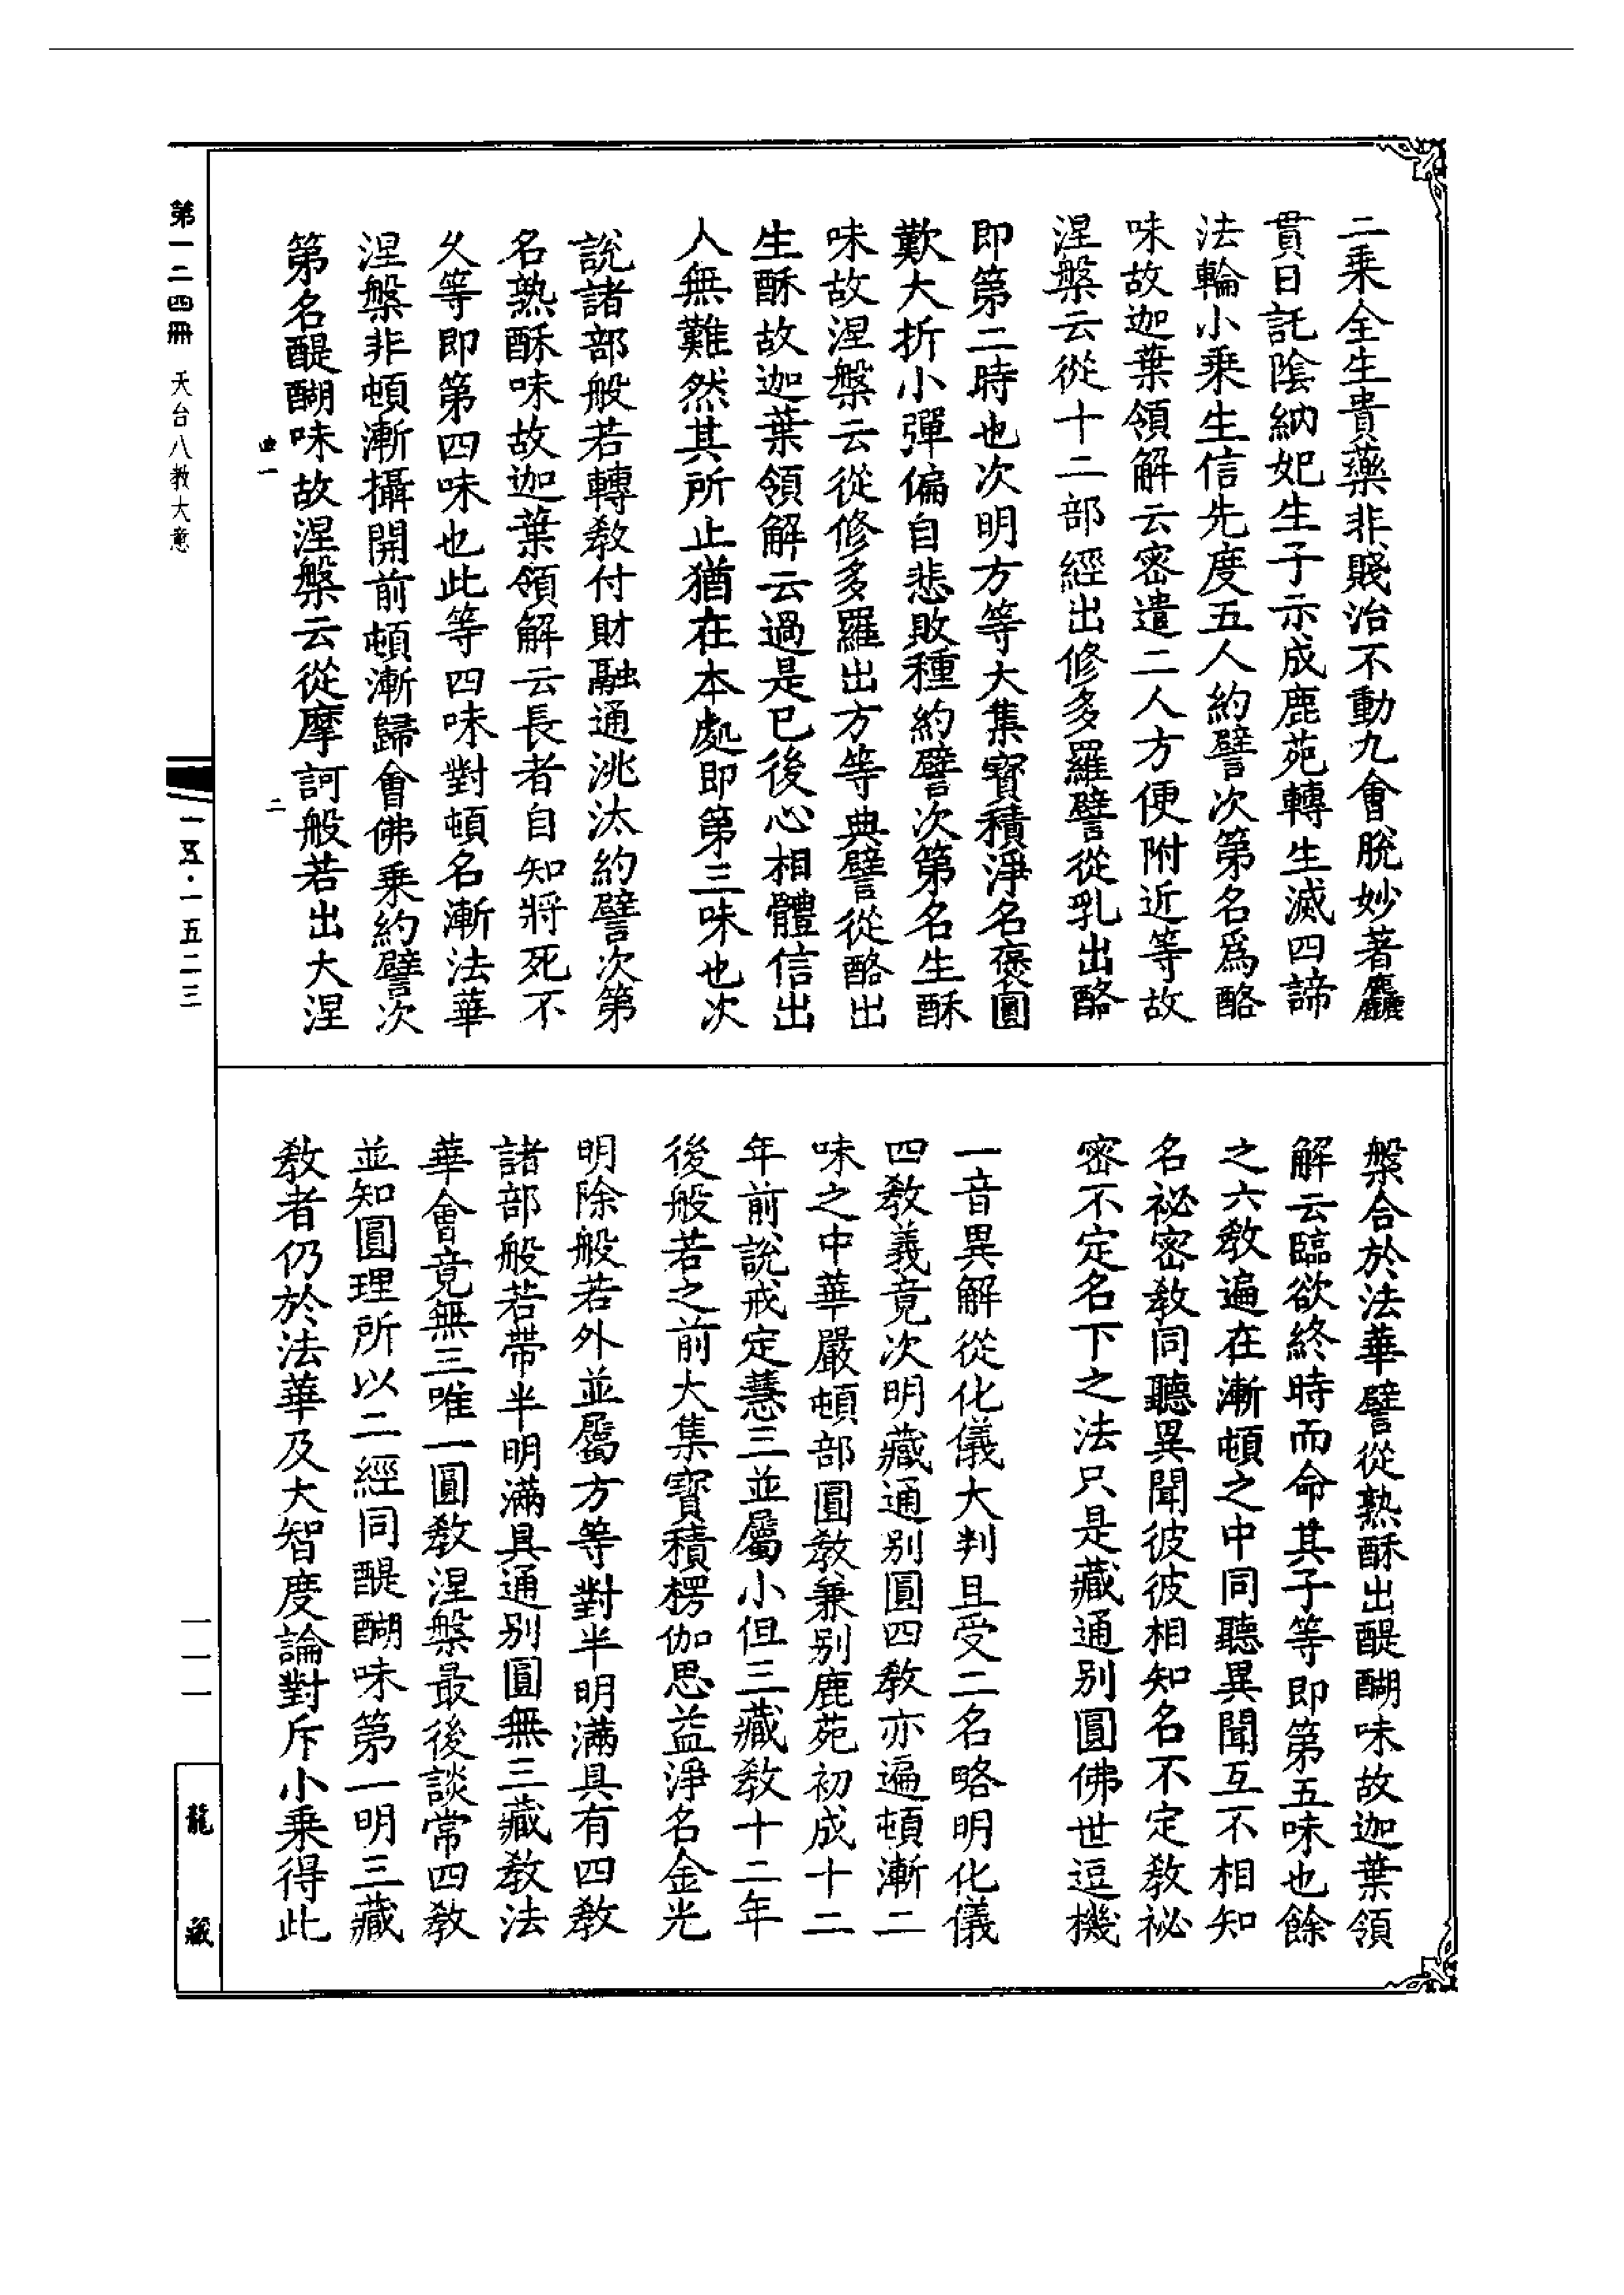 二乘全生貴藥非賤治不動九會脫妙著麤
貫日託陰納妃生子示成鹿苑轉生滅四諦
法輪小乘生信先度五人約譬次第名爲酪
味故迦葉領解云密遣二人方便附近等故
涅槃云從十二部經出修多羅譬從乳出酪
即第二時也次明方等大集寶積淨名褒圓
歎大折小彈偏自悲敗種約譬次第名生酥
味故涅槃云從修多羅出方等典譬從酪出
生酥故迦葉領解云過是已後心相體信出
人無難然其所止猶在本處即第三味也次
說諸部般若轉教付財融通洮汰約譬次第
名熟酥味故迦葉領解云長者自知將死不
久等即第四味也此等四味對頓名漸法華
涅槃非頓漸攝開前頓漸歸會佛乘約譬次
第名醍醐味故涅槃云從摩訶般若出大涅
槃合於法華譬從熟酥出醍醐味故迦葉領
解云臨欲終時而命其子等即第五味也餘
之六教遍在漸頓之中同聽異聞互不相知
名祕密教同聽異聞彼彼相知名不定教祕
密不定名下之法只是藏通別圓佛世逗機
一音異解從化儀大判且受二名略明化儀
四教義竟次明藏通別圓四教亦遍頓漸二
味之中華嚴頓部圓教兼別鹿苑初成十二
年前說戒定慧三並屬小但三藏教十二年
後般若之前大集寶積楞伽思益淨名金光
明除般若外並屬方等對半明滿具有四教
諸部般若帶半明滿具通別圓無三藏教法
華會竟無三唯一圓教涅槃最後談常四教
並知圓理所以二經同醍醐味第一明三藏
教者仍於法華及大智度論對斥小乘得此
第一二四冊 天台八教大意
一五·一五二三
一一一
龍藏
二